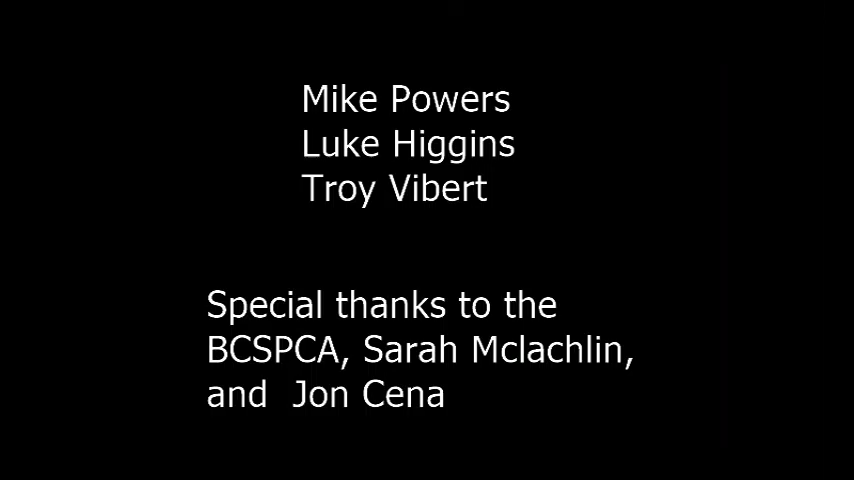 Mike Powers
Luke Higgins
Troy Vibert
Special thanks to the
BCSPCA, Sarah Mclachlin,
and  Jon Cena